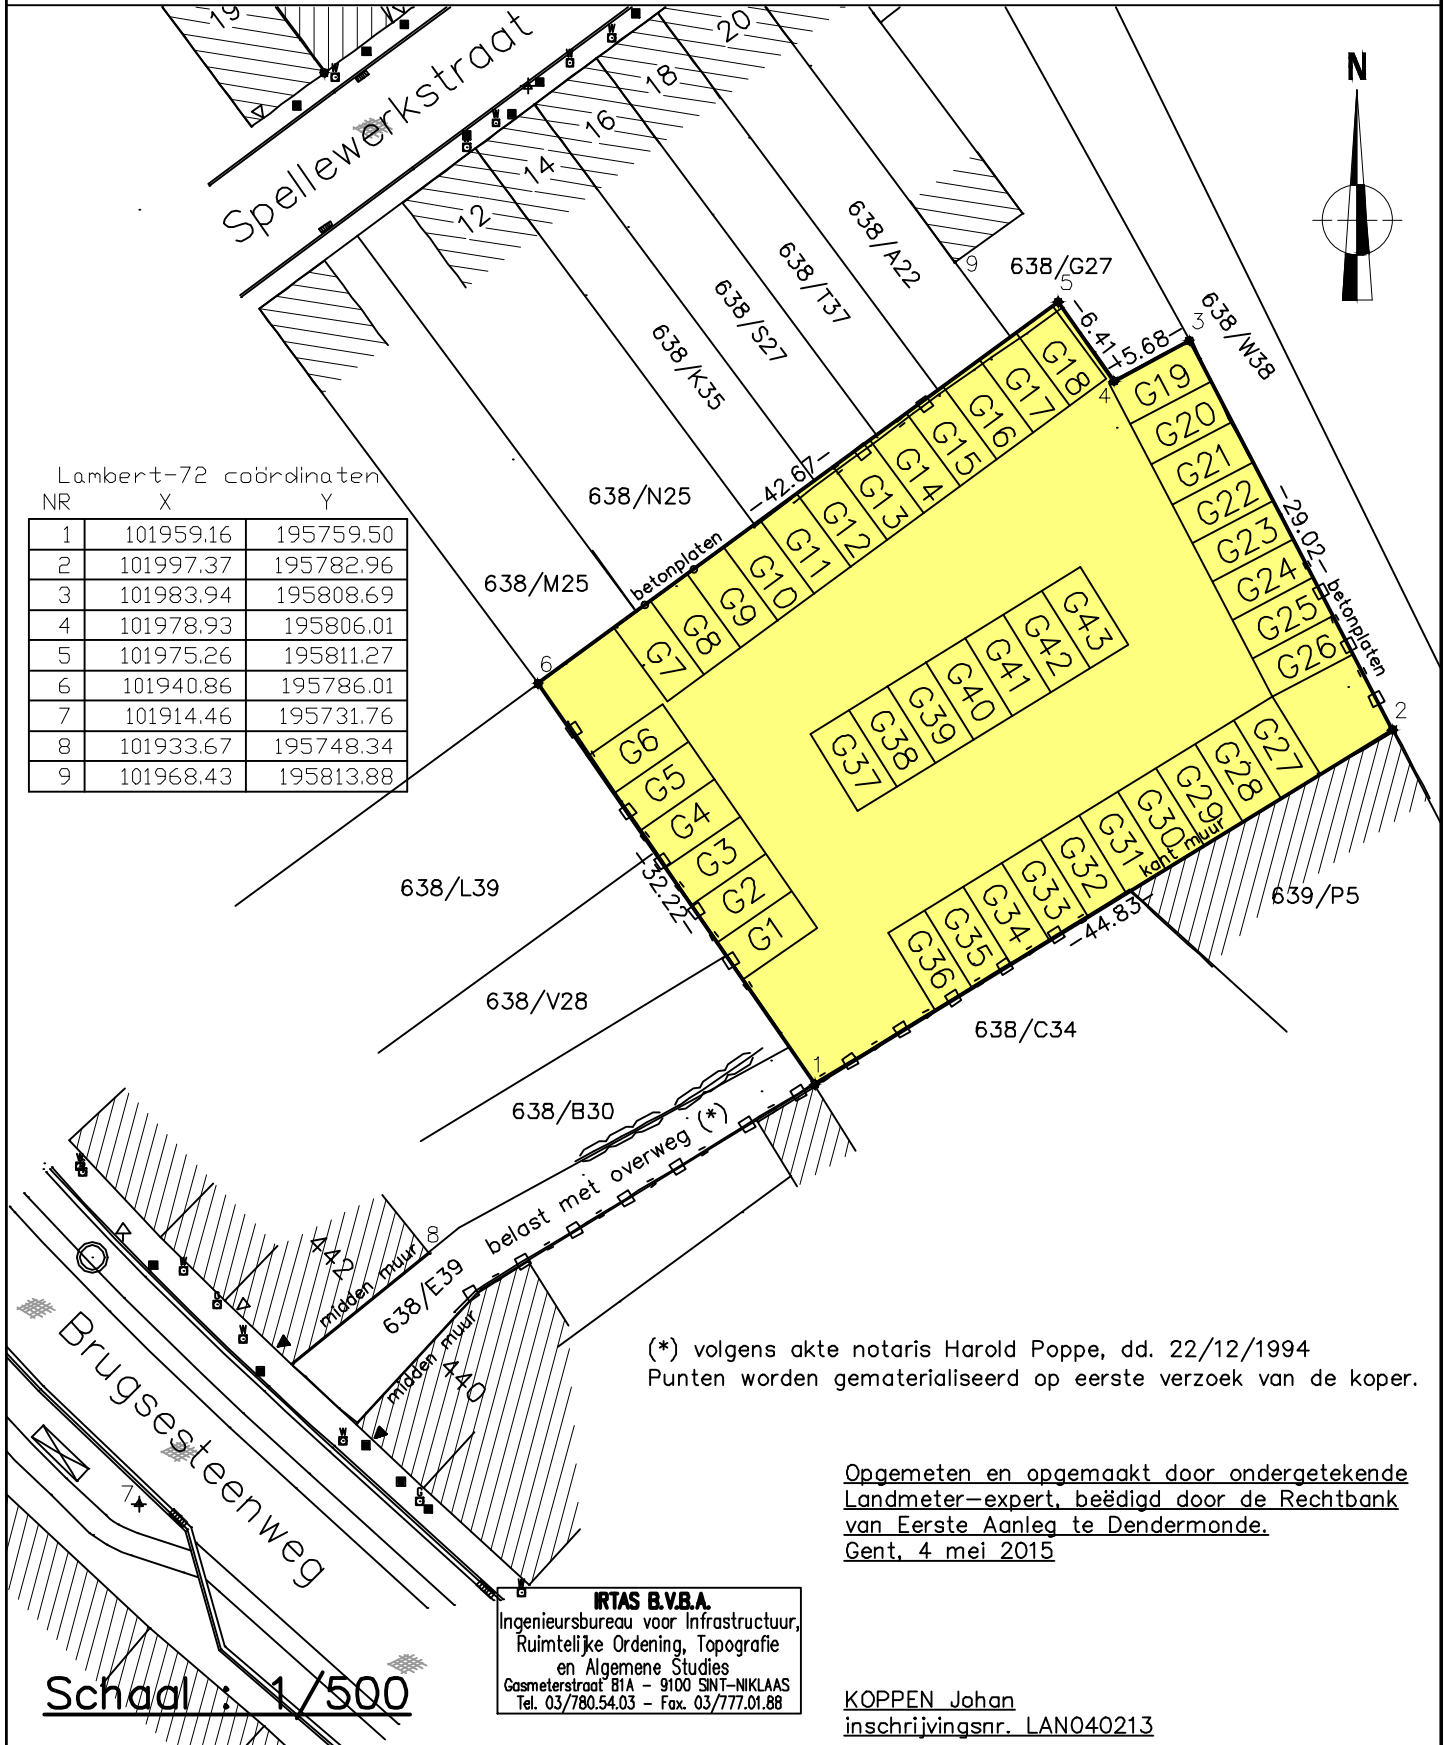 19
20
18
16
14
12
Spellewerkstraat
N
638/G27
638/A22
638/T37
638/S27
638/K35
638/N25
638/M25
638/W38
9
5
3
4
-6.41+5.68-
-42.67-
-29.02-
betonplaten
betonplaten
Lambert-72 coördinaten
NR X Y
1 101959.16 195759.50
2 101997.37 195782.96
3 101983.94 195808.69
4 101978.93 195806.01
5 101975.26 195811.27
6 101940.86 195786.01
7 101914.46 195731.76
8 101933.67 195748.34
9 101968.43 195813.88
6
2
G18
G17
G16
G15
G14
G13
G12
G11
G10
G9
G8
G7
G19
G20
G21
G22
G23
G24
G25
G26
G43
G42
G41
G40
G39
G38
G37
G6
G5
G4
G3
G2
G1
G27
G28
G29
G30
G31
G32
G33
G34
G35
G36
kant muur
-44.83-
+32.22-
639/P5
638/L39
638/V28
638/C34
638/B30
1
638/E39 belast met overweg (*)
8
442
midden muur
midden muur
440
Brugsesteenweg
7
(*) volgens akte notaris Harold Poppe, dd. 22/12/1994
Punten worden gematerialiseerd op eerste verzoek van de koper.
Opgemeten en opgemaakt door ondergetekende
Landmeter-expert, beëdigd door de Rechtbank
van Eerste Aanleg te Dendermonde.
Gent, 4 mei 2015
IRTAS B.V.B.A.
Ingenieursbureau voor Infrastructuur,
Ruimtelijke Ordening, Topografie
en Algemene Studies
Gasmeterstraat 81A - 9100 SINT-NIKLAAS
Tel. 03/780.54.03 - Fax. 03/777.01.88
Schaal : 1/500
KOPPEN Johan
inschrijvingsnr. LAN040213